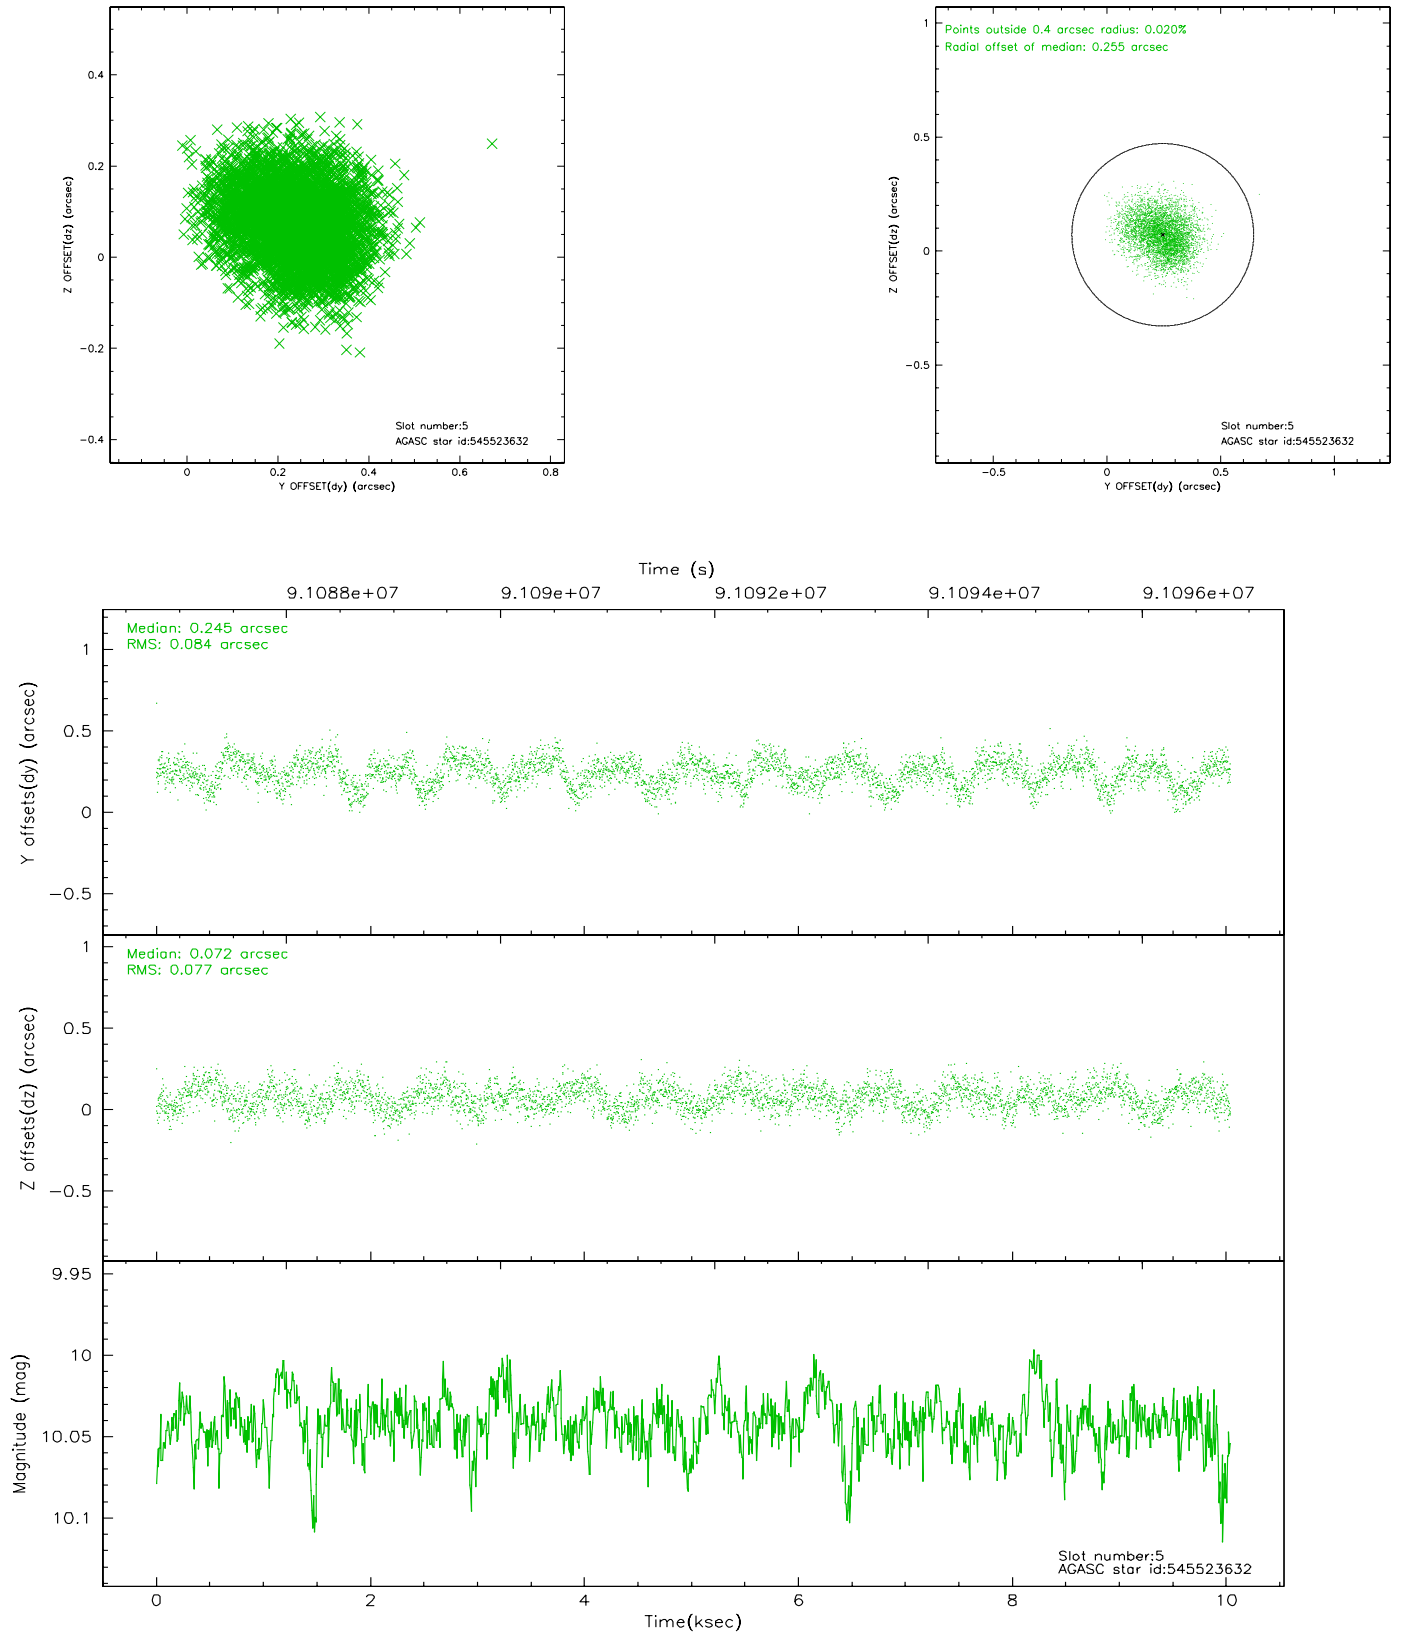 0.4
0.2
0
−0.2
−0.4
Z OFFSET(dz) (arcsec)
0 0.2 0.4 0.6 0.8
Y OFFSET(dy) (arcsec)
Slot number:5
AGASC star id:545523632
Points outside 0.4 arcsec radius: 0.020%
Radial offset of median: 0.255 arcsec
1
0.5
0
−0.5
Z OFFSET(dz) (arcsec)
−0.5 0 0.5 1
Y OFFSET(dy) (arcsec)
Slot number:5
AGASC star id:545523632
Time (s)
9.1088e+07 9.109e+07 9.1092e+07 9.1094e+07 9.1096e+07
Median: 0.245 arcsec
RMS: 0.084 arcsec
1
0.5
0
−0.5
Y offsets(dy) (arcsec)
Median: 0.072 arcsec
RMS: 0.077 arcsec
1
0.5
0
−0.5
Z offsets(dz) (arcsec)
9.95
10
10.05
10.1
Magnitude (mag)
Slot number:5
AGASC star id:545523632
0 2 4 6 8 10
Time(ksec)